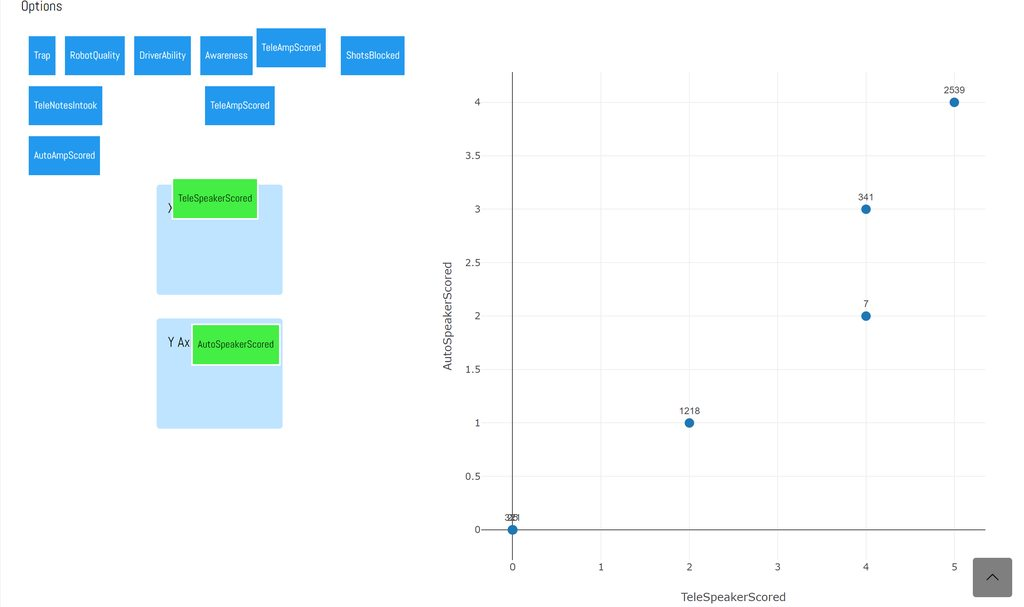 Options
Trap RobotQuality DriverAbility Awareness TeleAmpScored ShotsBlocked
TeleNotesIntook TeleAmpScored
AutoAmpScored
TeleSpeakerScored
Y Ax AutoSpeakerScored
AutoSpeakerScored
4
3.5
3
2.5
2
1.5
1
0.5
0
2539
341
7
1218
0 1 2 3 4 5
TeleSpeakerScored